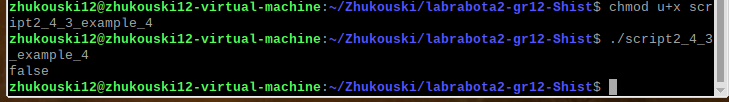 zhukouski12@zhukouski12-virtual-machine:~/Zhukouski/labrabota2-gr12-Shist$ chmod u+x scr
ipt2_4_3_example_4
zhukouski12@zhukouski12-virtual-machine:~/Zhukouski/labrabota2-gr12-Shist$ ./script2_4_3
_example_4
false
zhukouski12@zhukouski12-virtual-machine:~/Zhukouski/labrabota2-gr12-Shist$